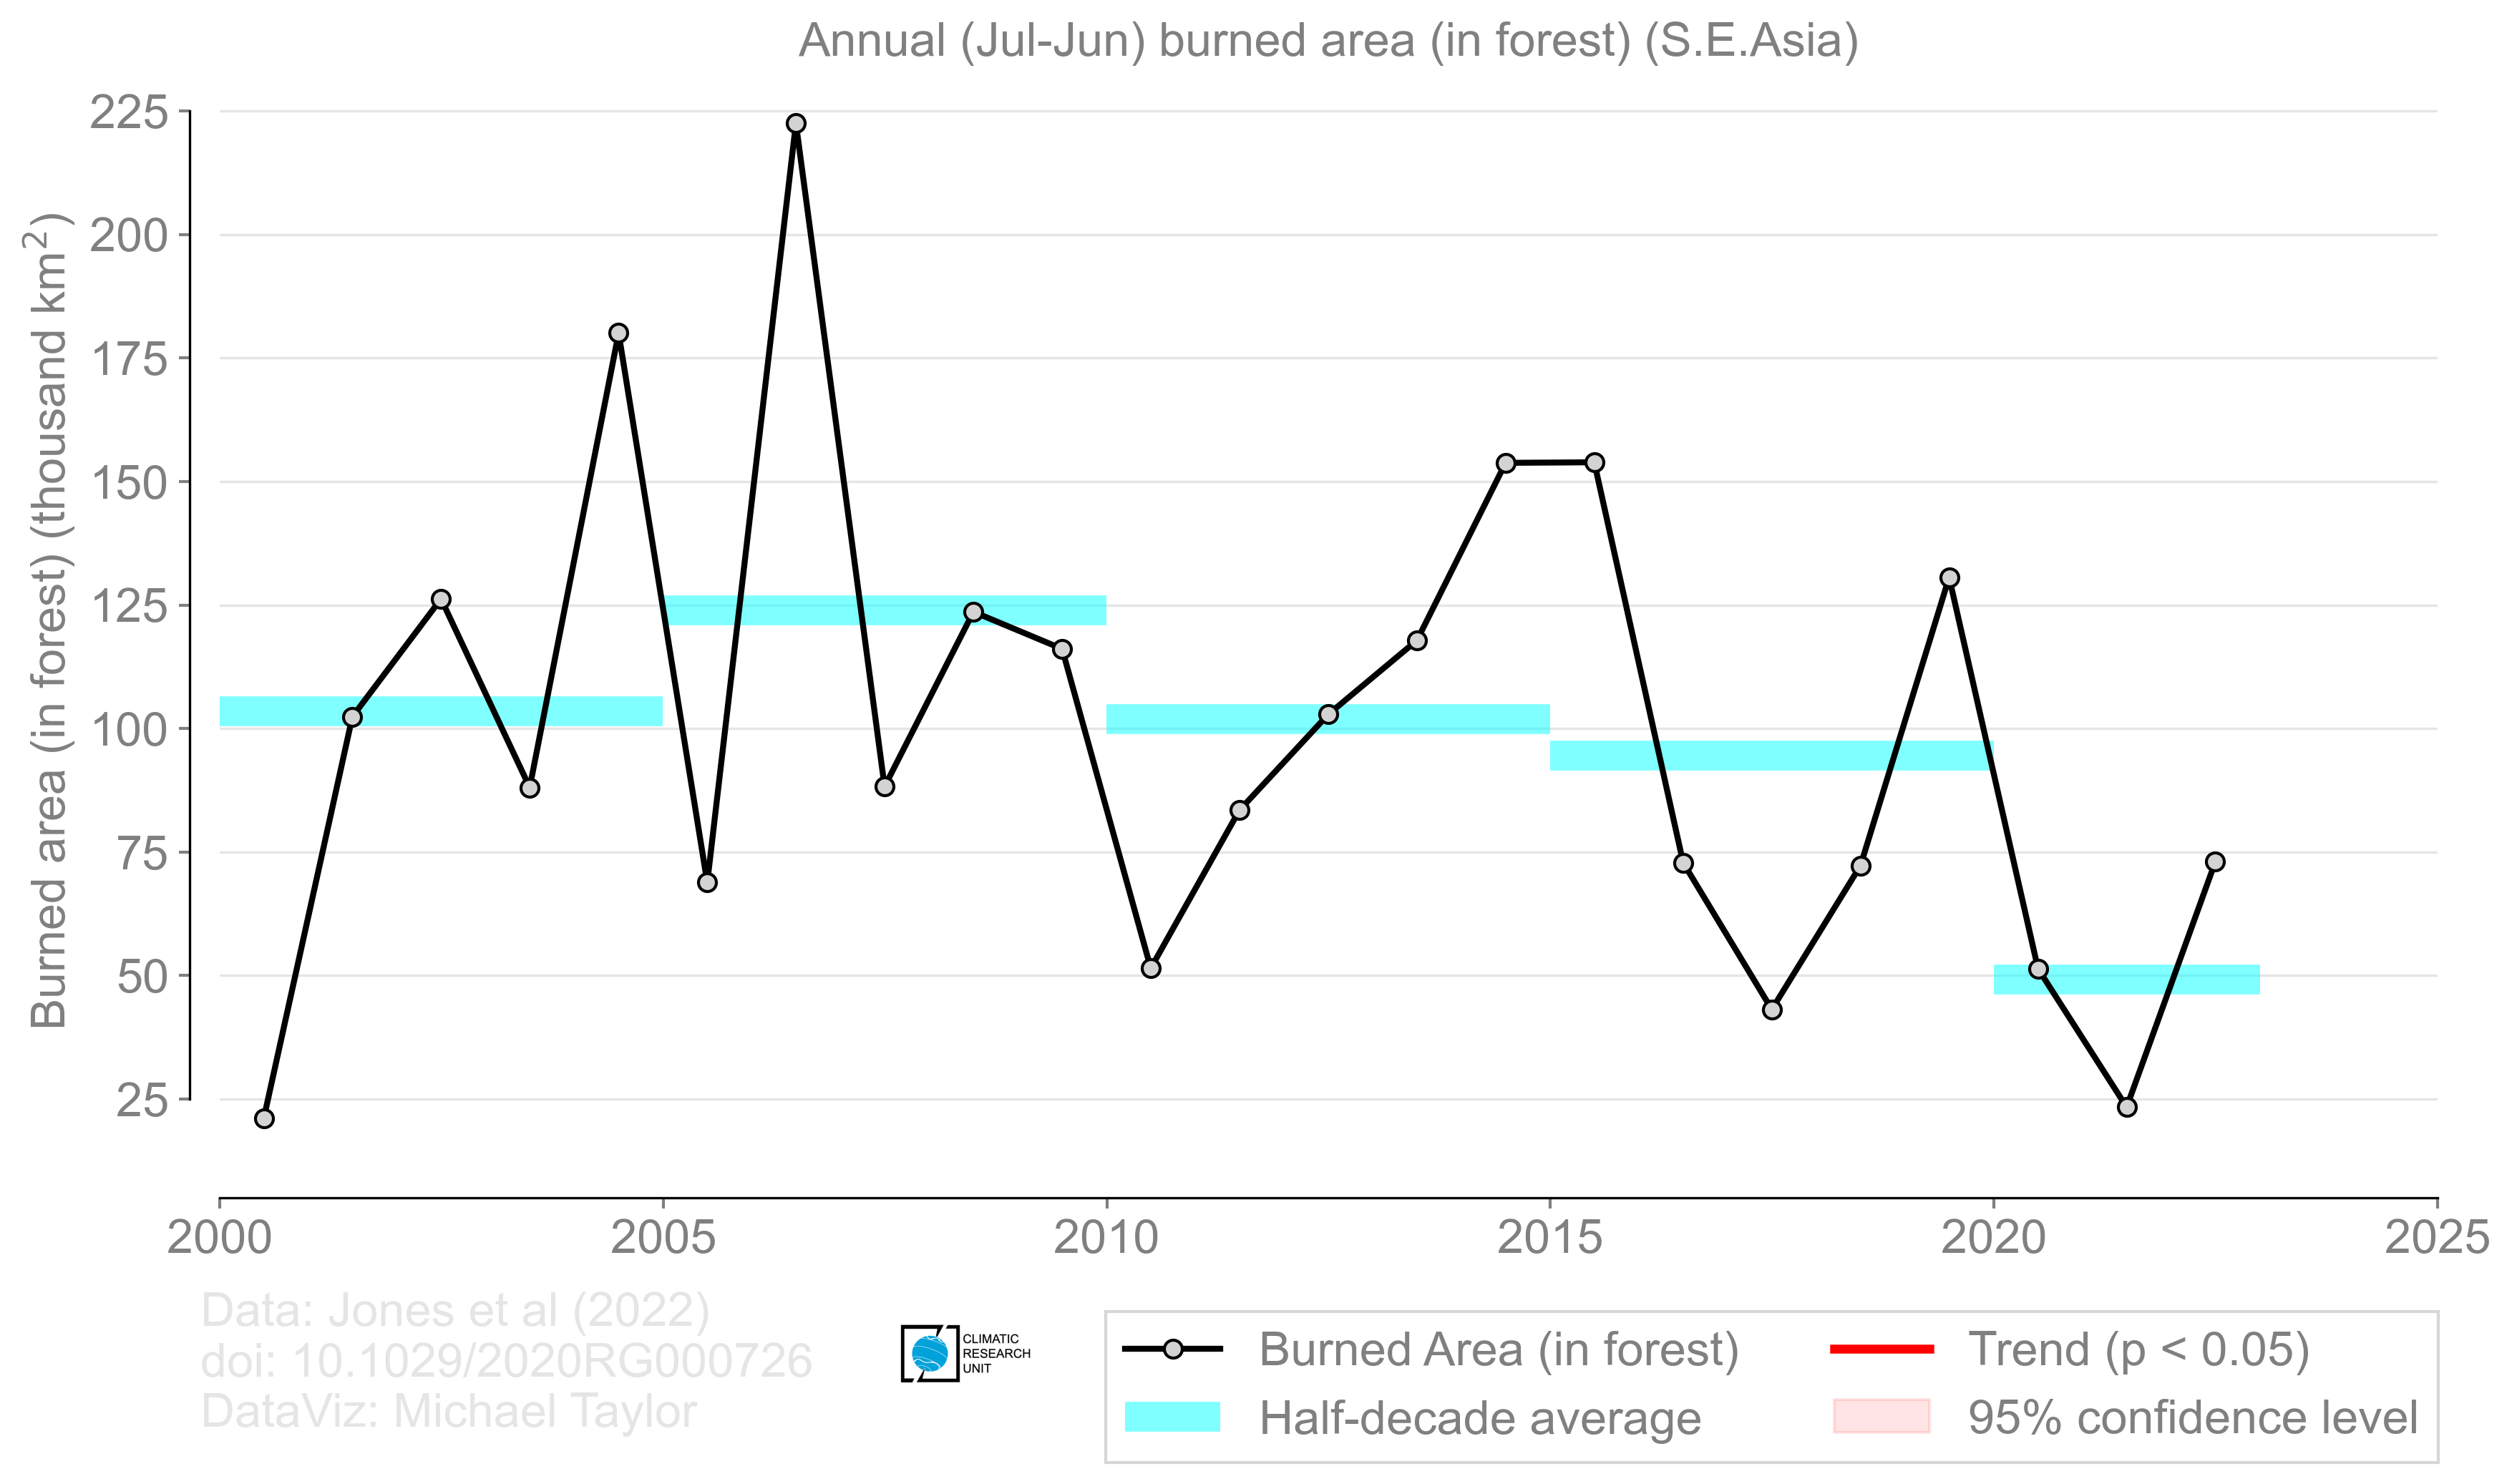 Annual (Jul-Jun) burned area (in forest) (S.E.Asia)
Burned area (in forest) (thousand km²)
225
200
175
150
125
100
75
50
25
2000 2005 2010 2015 2020 2025
Data: Jones et al (2022)
doi: 10.1029/2020RG000726
DataViz: Michael Taylor
CLIMATIC
RESEARCH
UNIT
Burned Area (in forest)
Half-decade average
Trend (p < 0.05)
95% confidence level